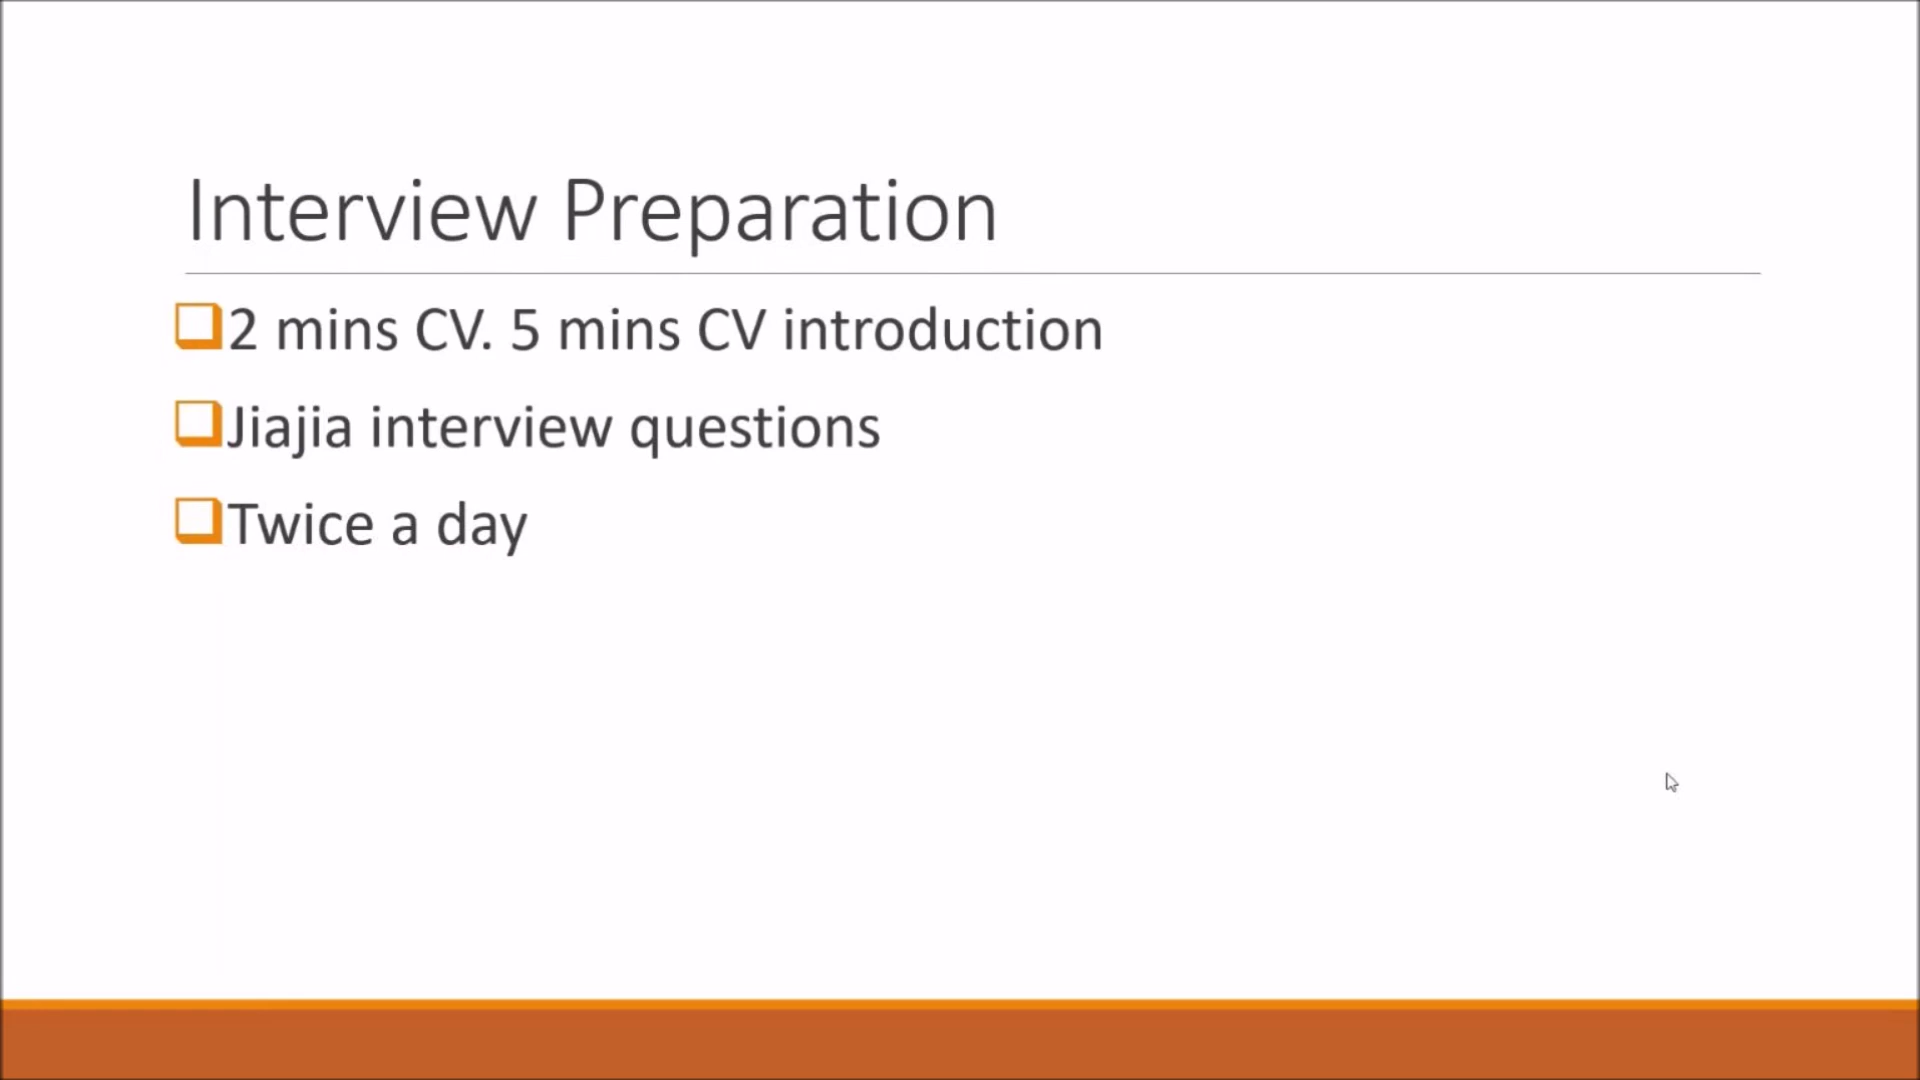 Interview Preparation
2 mins CV. 5 mins CV introduction
Jiajia interview questions
Twice a day